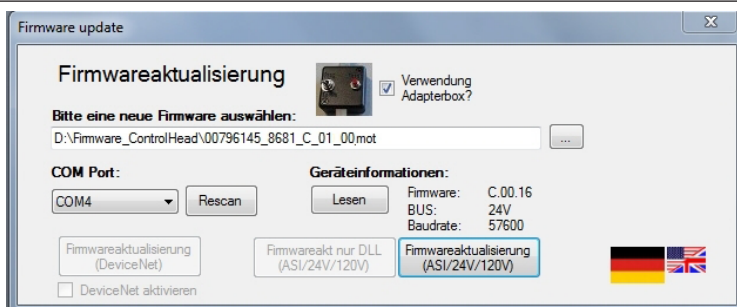 Firmware update
Firmwareaktualisierung
Verwendung
Adapterbox?
Bitte eine neue Firmware auswählen:
D:\Firmware_ControlHead\00796145_8681_C_01_00.mot
...
COM Port:
Geräteinformationen:
COM4
Rescan
Lesen
Firmware: C.00.16
BUS: 24V
Baudrate: 57600
Firmwareaktualisierung
(DeviceNet)
Firmwareakt nur DLL
(ASI/24V/120V)
Firmwareaktualisierung
(ASI/24V/120V)
DeviceNet aktivieren